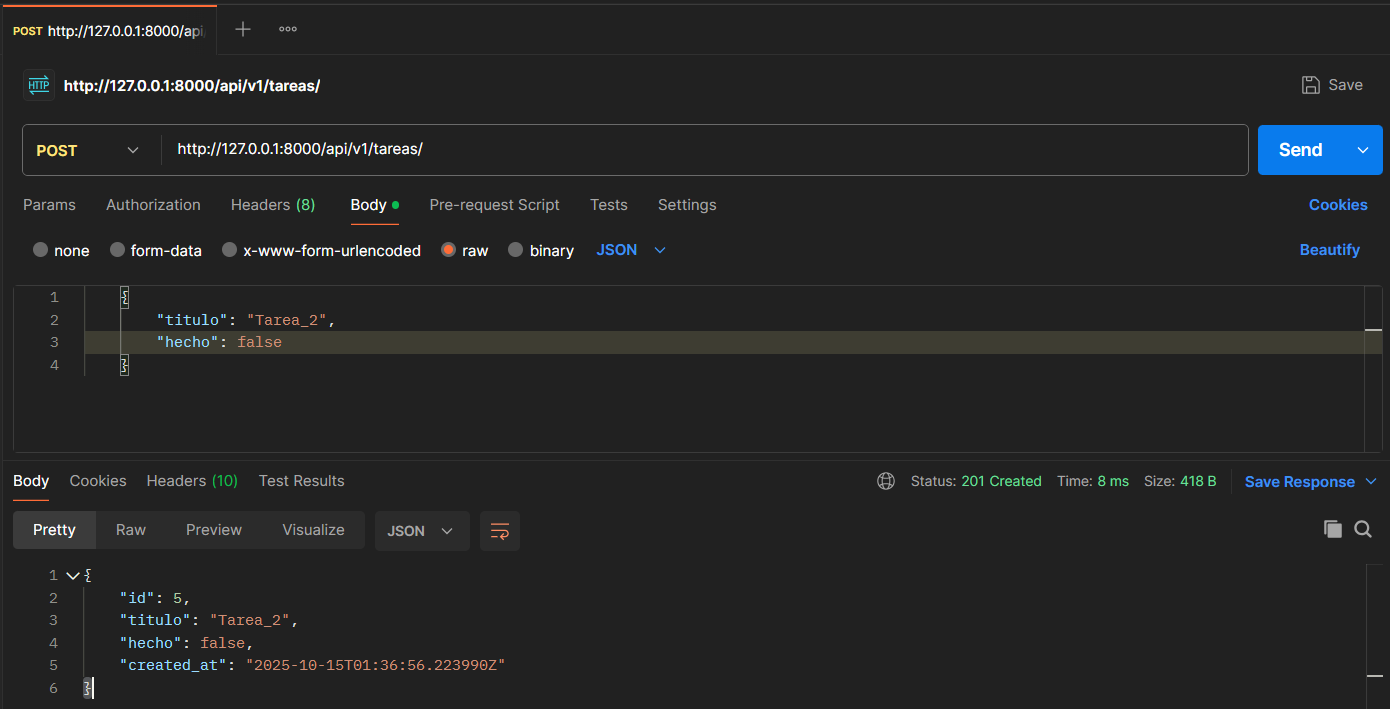 POST http://127.0.0.1:8000/api/
HTTP http://127.0.0.1:8000/api/v1/tareas/ Save
POST http://127.0.0.1:8000/api/v1/tareas/ Send
Params Authorization Headers (8) Body Pre-request Script Tests Settings Cookies
none form-data x-www-form-urlencoded raw binary JSON Beautify
1 {
2 "titulo": "Tarea_2",
3 "hecho": false
4 }
Body Cookies Headers (10) Test Results Status: 201 Created Time: 8 ms Size: 418 B Save Response
Pretty Raw Preview Visualize JSON
1 {
2 "id": 5,
3 "titulo": "Tarea_2",
4 "hecho": false,
5 "created_at": "2025-10-15T01:36:56.223990Z"
6 }